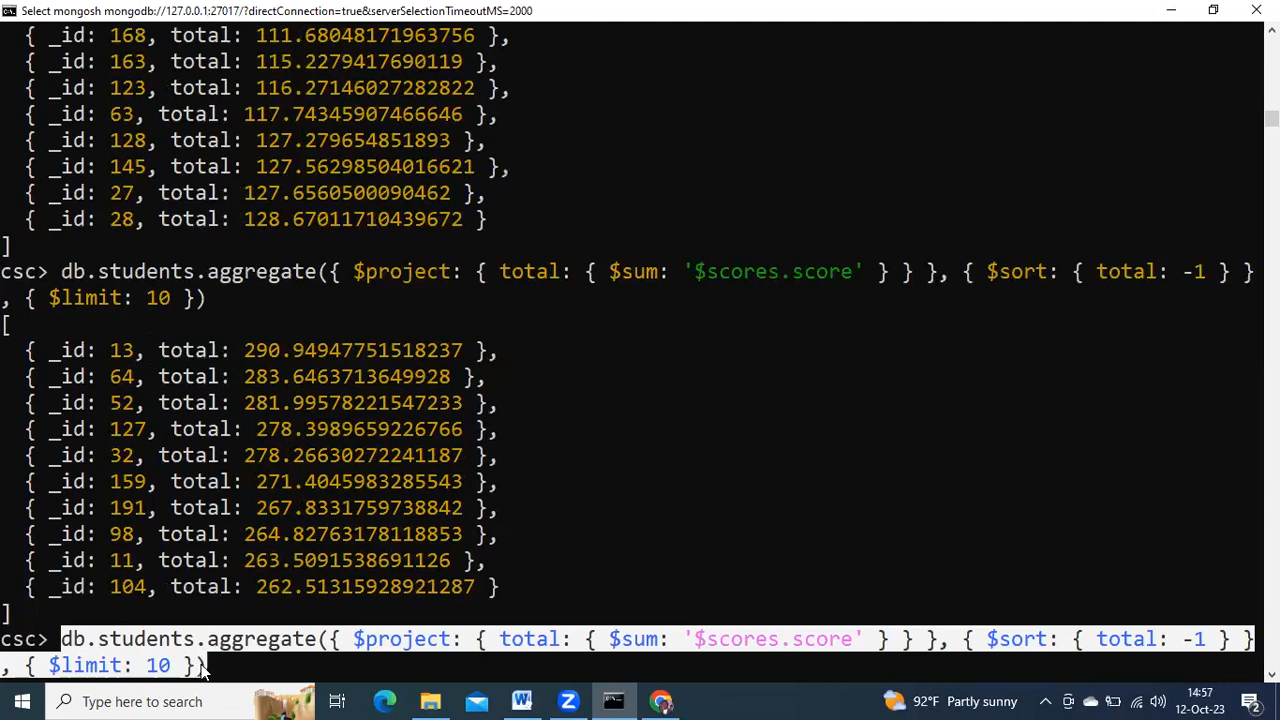 Select mongosh mongodb://127.0.0.1:27017/?directConnection=true&serverSelectionTimeoutMS=2000
{ _id: 168, total: 111.68048171963756 },
{ _id: 163, total: 115.2279417690119 },
{ _id: 123, total: 116.27146027282822 },
{ _id: 63, total: 117.74345907466646 },
{ _id: 128, total: 127.279654851893 },
{ _id: 145, total: 127.56298504016621 },
{ _id: 27, total: 127.6560500090462 },
{ _id: 28, total: 128.67011710439672 }
]
csc> db.students.aggregate({ $project: { total: { $sum: '$scores.score' } } }, { $sort: { total: -1 } }
, { $limit: 10 })
[
{ _id: 13, total: 290.94947751518237 },
{ _id: 64, total: 283.6463713649928 },
{ _id: 52, total: 281.99578221547233 },
{ _id: 127, total: 278.3989659226766 },
{ _id: 32, total: 278.26630272241187 },
{ _id: 159, total: 271.4045983285543 },
{ _id: 191, total: 267.8331759738842 },
{ _id: 98, total: 264.82763178118853 },
{ _id: 11, total: 263.5091538691126 },
{ _id: 104, total: 262.51315928921287 }
]
csc> db.students.aggregate({ $project: { total: { $sum: '$scores.score' } } }, { $sort: { total: -1 } }
, { $limit: 10 })
Type here to search
92°F Partly sunny
14:57
12-Oct-23
2